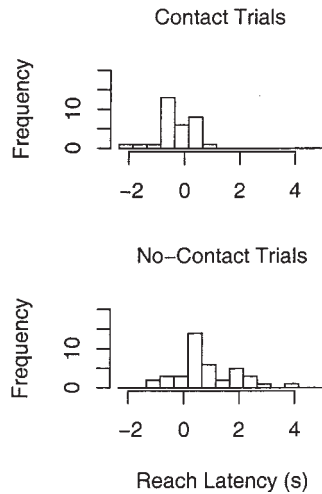 Contact Trials
Frequency
0 10
−2 0 2 4
No−Contact Trials
Frequency
0 10
−2 0 2 4
Reach Latency (s)